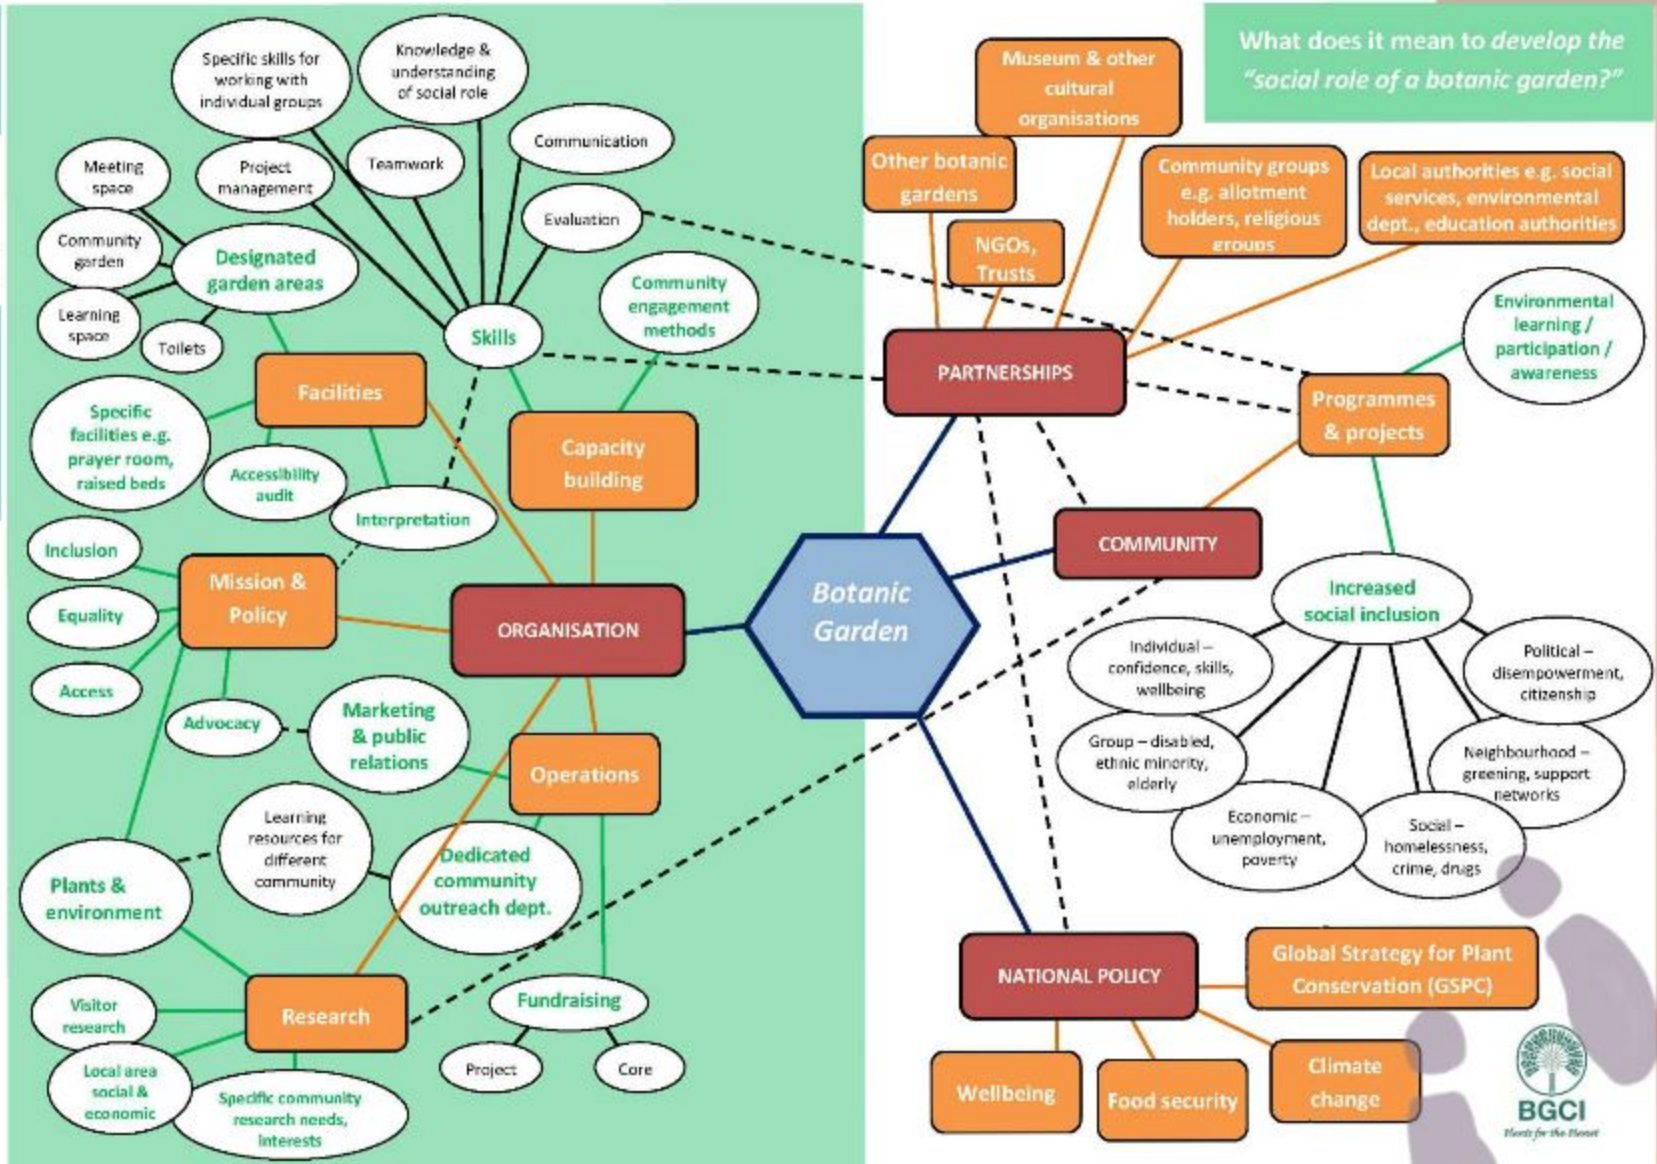 What does it mean to develop the
"social role of a botanic garden?"
Specific skills for
working with
individual groups
Knowledge &
understanding
of social role
Communication
Meeting
space
Project
management
Teamwork
Evaluation
Community
garden
Designated
garden areas
Learning
space
Toilets
Skills
Community
engagement
methods
Facilities
Specific
facilities e.g.
prayer room,
raised beds
Accessibility
audit
Interpretation
Capacity
building
Inclusion
Equality
Access
Mission &
Policy
Advocacy
ORGANISATION
Marketing
& public
relations
Operations
Learning
resources for
different
community
Dedicated
community
outreach dept.
Plants &
environment
Visitor
research
Research
Local area
social &
economic
Specific community
research needs,
interests
Fundraising
Project
Core
Botanic
Garden
Museum & other
cultural
organisations
Other botanic
gardens
NGOs,
Trusts
Community groups
e.g. allotment
holders, religious
groups
Local authorities e.g. social
services, environmental
dept., education authorities
PARTNERSHIPS
Environmental
learning /
participation /
awareness
Programmes
& projects
COMMUNITY
Increased
social inclusion
Individual –
confidence, skills,
wellbeing
Political –
disempowerment,
citizenship
Group – disabled,
ethnic minority,
elderly
Neighbourhood –
greening, support
networks
Economic –
unemployment,
poverty
Social –
homelessness,
crime, drugs
NATIONAL POLICY
Global Strategy for Plant
Conservation (GSPC)
Wellbeing
Food security
Climate
change
BGCI
Plants for the Planet